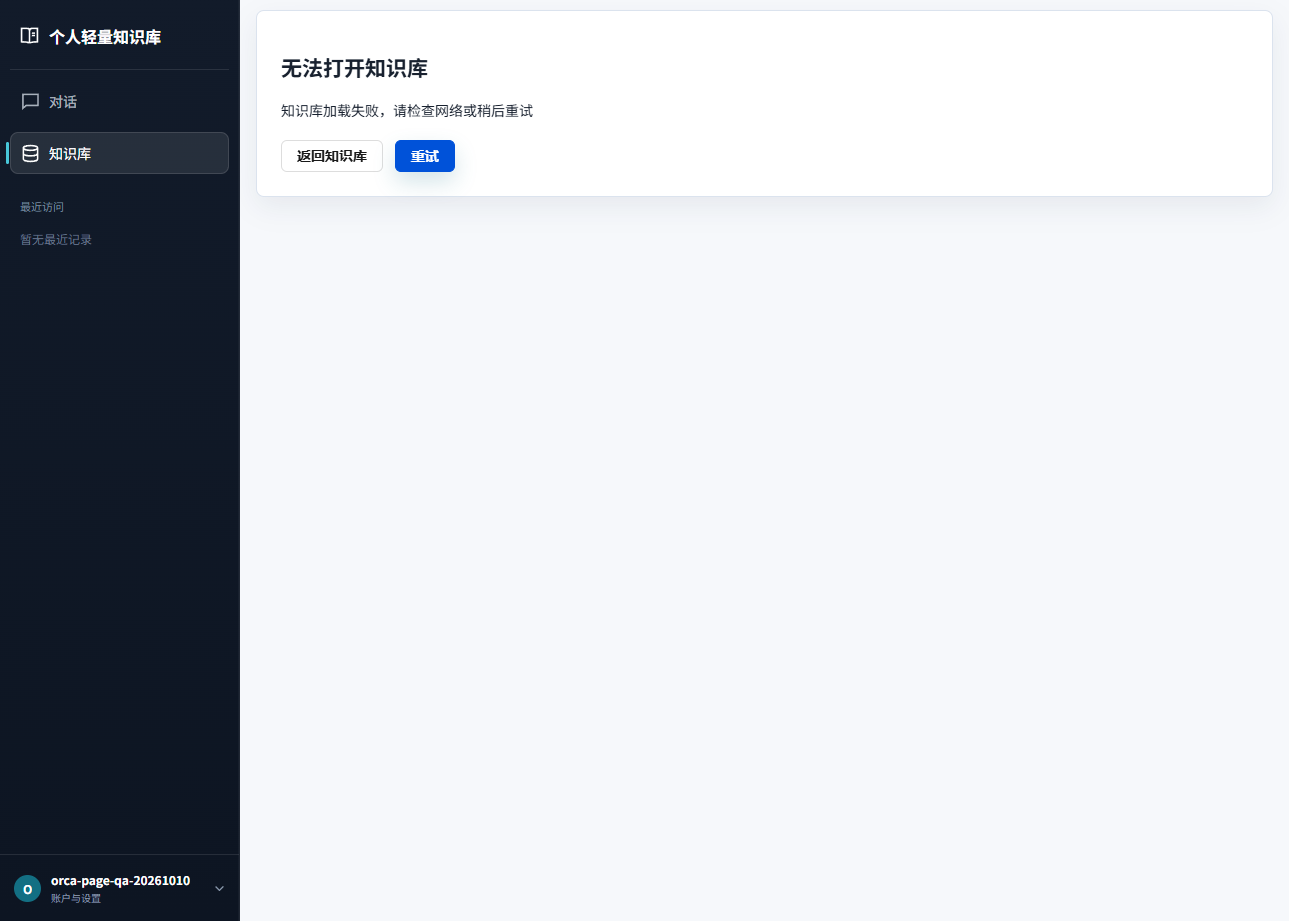 个人轻量知识库
对话
知识库
最近访问
暂无最近记录
无法打开知识库
知识库加载失败，请检查网络或稍后重试
返回知识库
重试
O
orca-page-qa-20261010
账户与设置